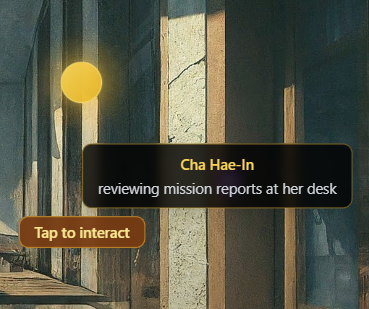 Cha Hae-In
reviewing mission reports at her desk
Tap to interact